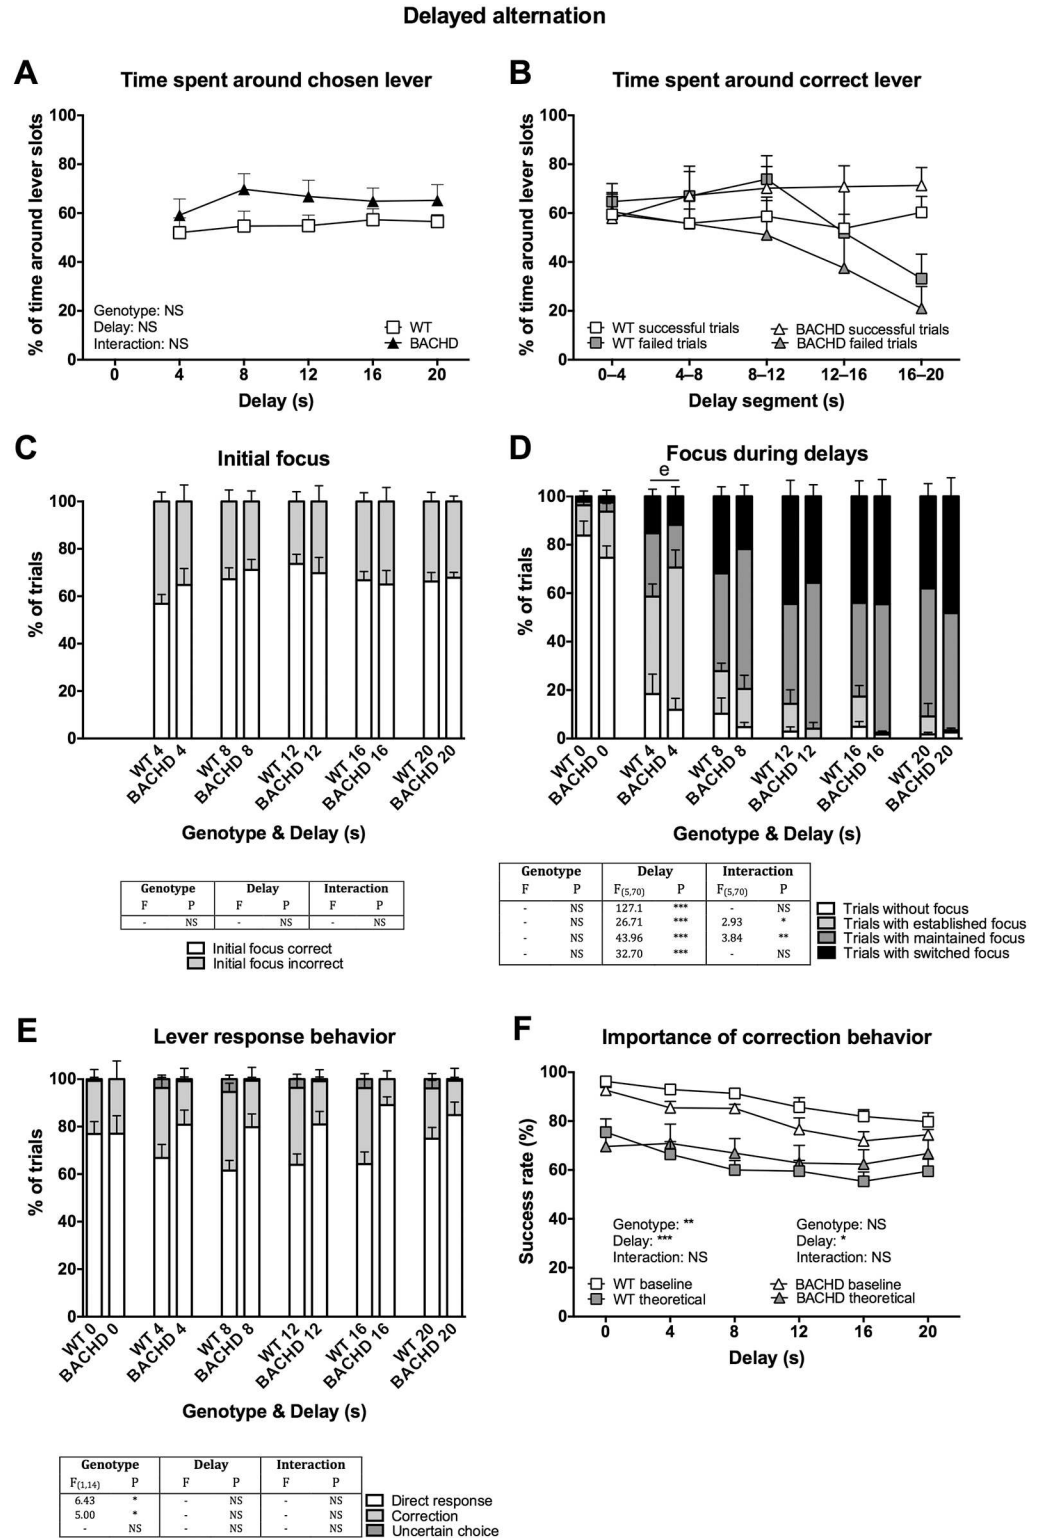 Delayed alternation
A
Time spent around chosen lever
% of time around lever slots
100
80
60
40
20
0
Genotype: NS
Delay: NS
Interaction: NS
WT
BACHD
0 4 8 12 16 20
Delay (s)
B
Time spent around correct lever
% of time around lever slots
100
80
60
40
20
0
WT successful trials
WT failed trials
BACHD successful trials
BACHD failed trials
0–4 4–8 8–12 12–16 16–20
Delay segment (s)
C
Initial focus
% of trials
100
80
60
40
20
0
WT 4
BACHD 4
WT 8
BACHD 8
WT 12
BACHD 12
WT 16
BACHD 16
WT 20
BACHD 20
Genotype & Delay (s)
Genotype Delay Interaction
F P F P F P
- NS - NS - NS
Initial focus correct
Initial focus incorrect
D
Focus during delays
e
% of trials
100
80
60
40
20
0
WT 0
BACHD 0
WT 4
BACHD 4
WT 8
BACHD 8
WT 12
BACHD 12
WT 16
BACHD 16
WT 20
BACHD 20
Genotype & Delay (s)
Genotype Delay Interaction
F P F(5,70) P F(5,70) P
- NS 127.1 *** - NS
- NS 26.71 *** 2.93 *
- NS 43.96 *** 3.84 **
- NS 32.70 *** - NS
Trials without focus
Trials with established focus
Trials with maintained focus
Trials with switched focus
E
Lever response behavior
% of trials
100
80
60
40
20
0
WT 0
BACHD 0
WT 4
BACHD 4
WT 8
BACHD 8
WT 12
BACHD 12
WT 16
BACHD 16
WT 20
BACHD 20
Genotype & Delay (s)
Genotype Delay Interaction
F(1,14) P F P F P
6.43 * - NS - NS
5.00 * - NS - NS
- NS - NS - NS
Direct response
Correction
Uncertain choice
F
Importance of correction behavior
Success rate (%)
100
80
60
40
20
0
Genotype: **
Delay: ***
Interaction: NS
Genotype: NS
Delay: *
Interaction: NS
WT baseline
WT theoretical
BACHD baseline
BACHD theoretical
0 4 8 12 16 20
Delay (s)